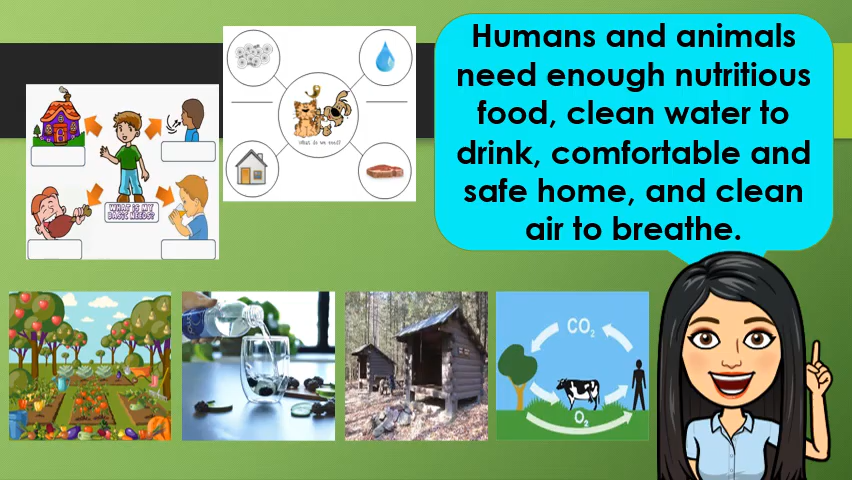 Humans and animals
need enough nutritious
food, clean water to
drink, comfortable and
safe home, and clean
air to breathe.
What do we need?
WHAT IS MY
BASIC NEEDS?
CO2
O2